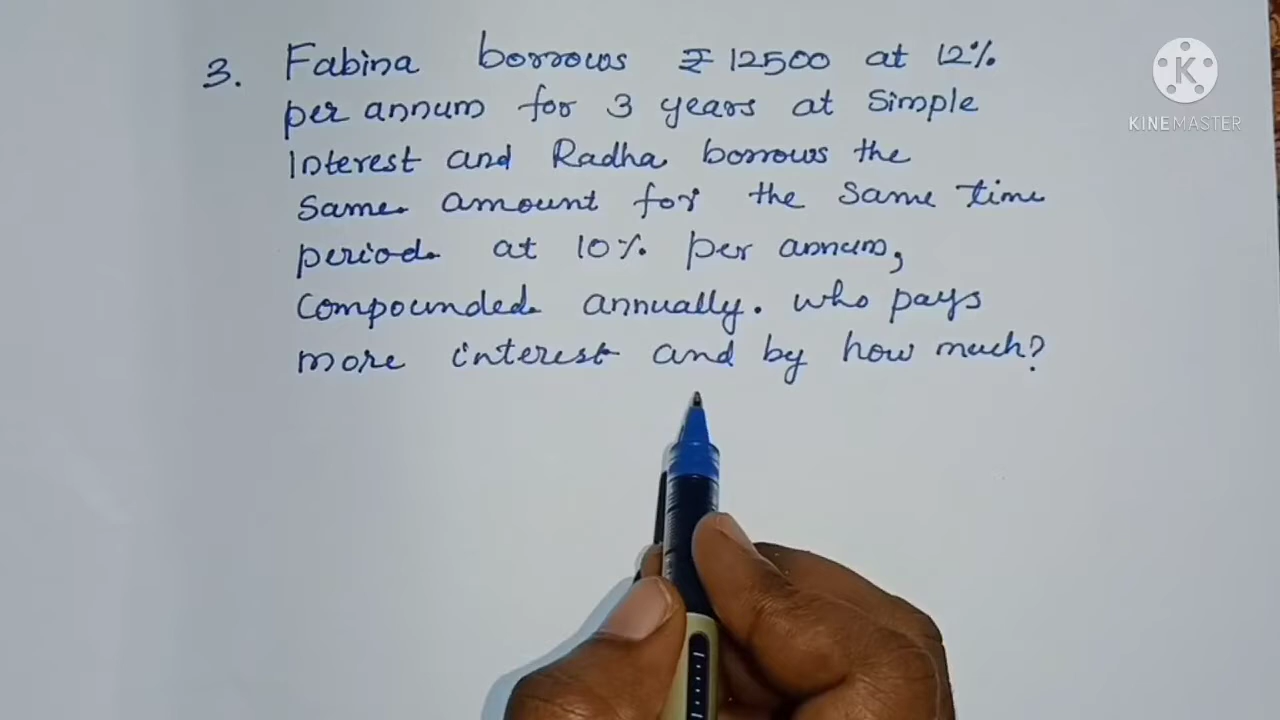 3. Fabina borrows ₹ 12500 at 12%
per annum for 3 years at Simple
Interest and Radha borrows the
Same amount for the Same time
period at 10% per annum,
Compounded annually. who pays
more interest and by how much?
K
KINEMASTER